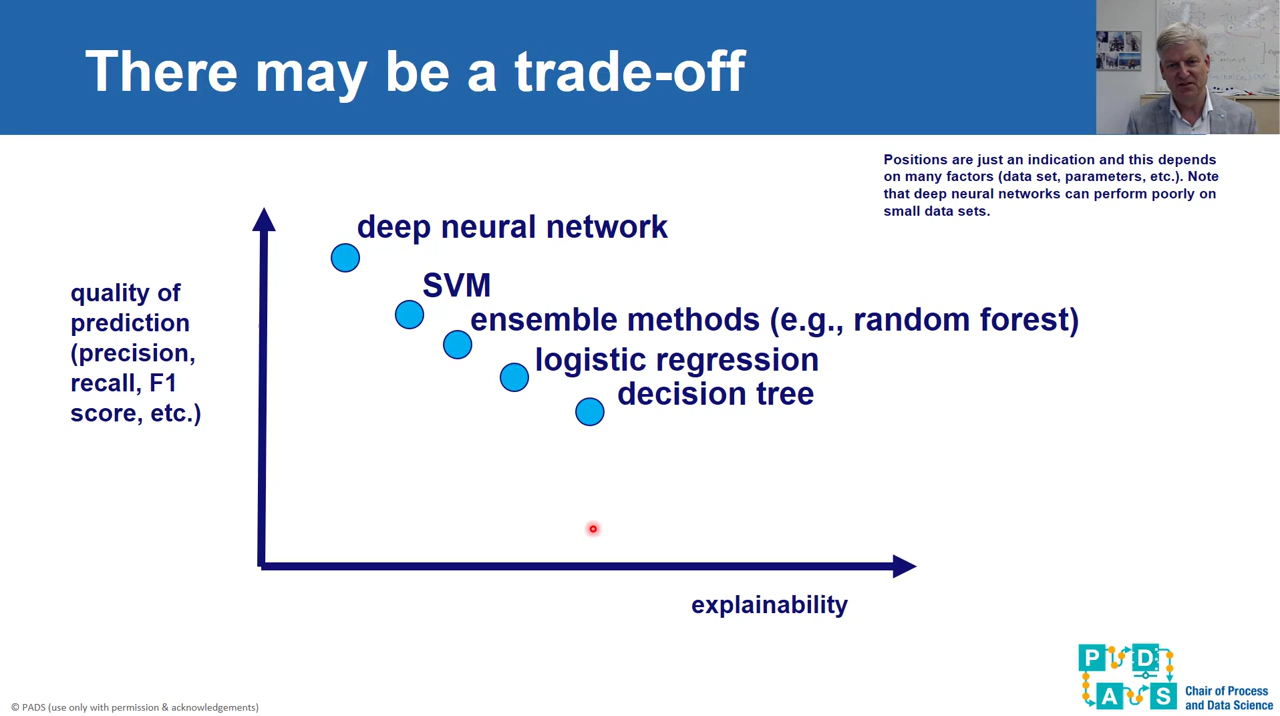 There may be a trade-off
Positions are just an indication and this depends
on many factors (data set, parameters, etc.). Note
that deep neural networks can perform poorly on
small data sets.
deep neural network
SVM
ensemble methods (e.g., random forest)
logistic regression
decision tree
quality of
prediction
(precision,
recall, F1
score, etc.)
explainability
P D
A S
Chair of Process
and Data Science
© PADS (use only with permission & acknowledgements)